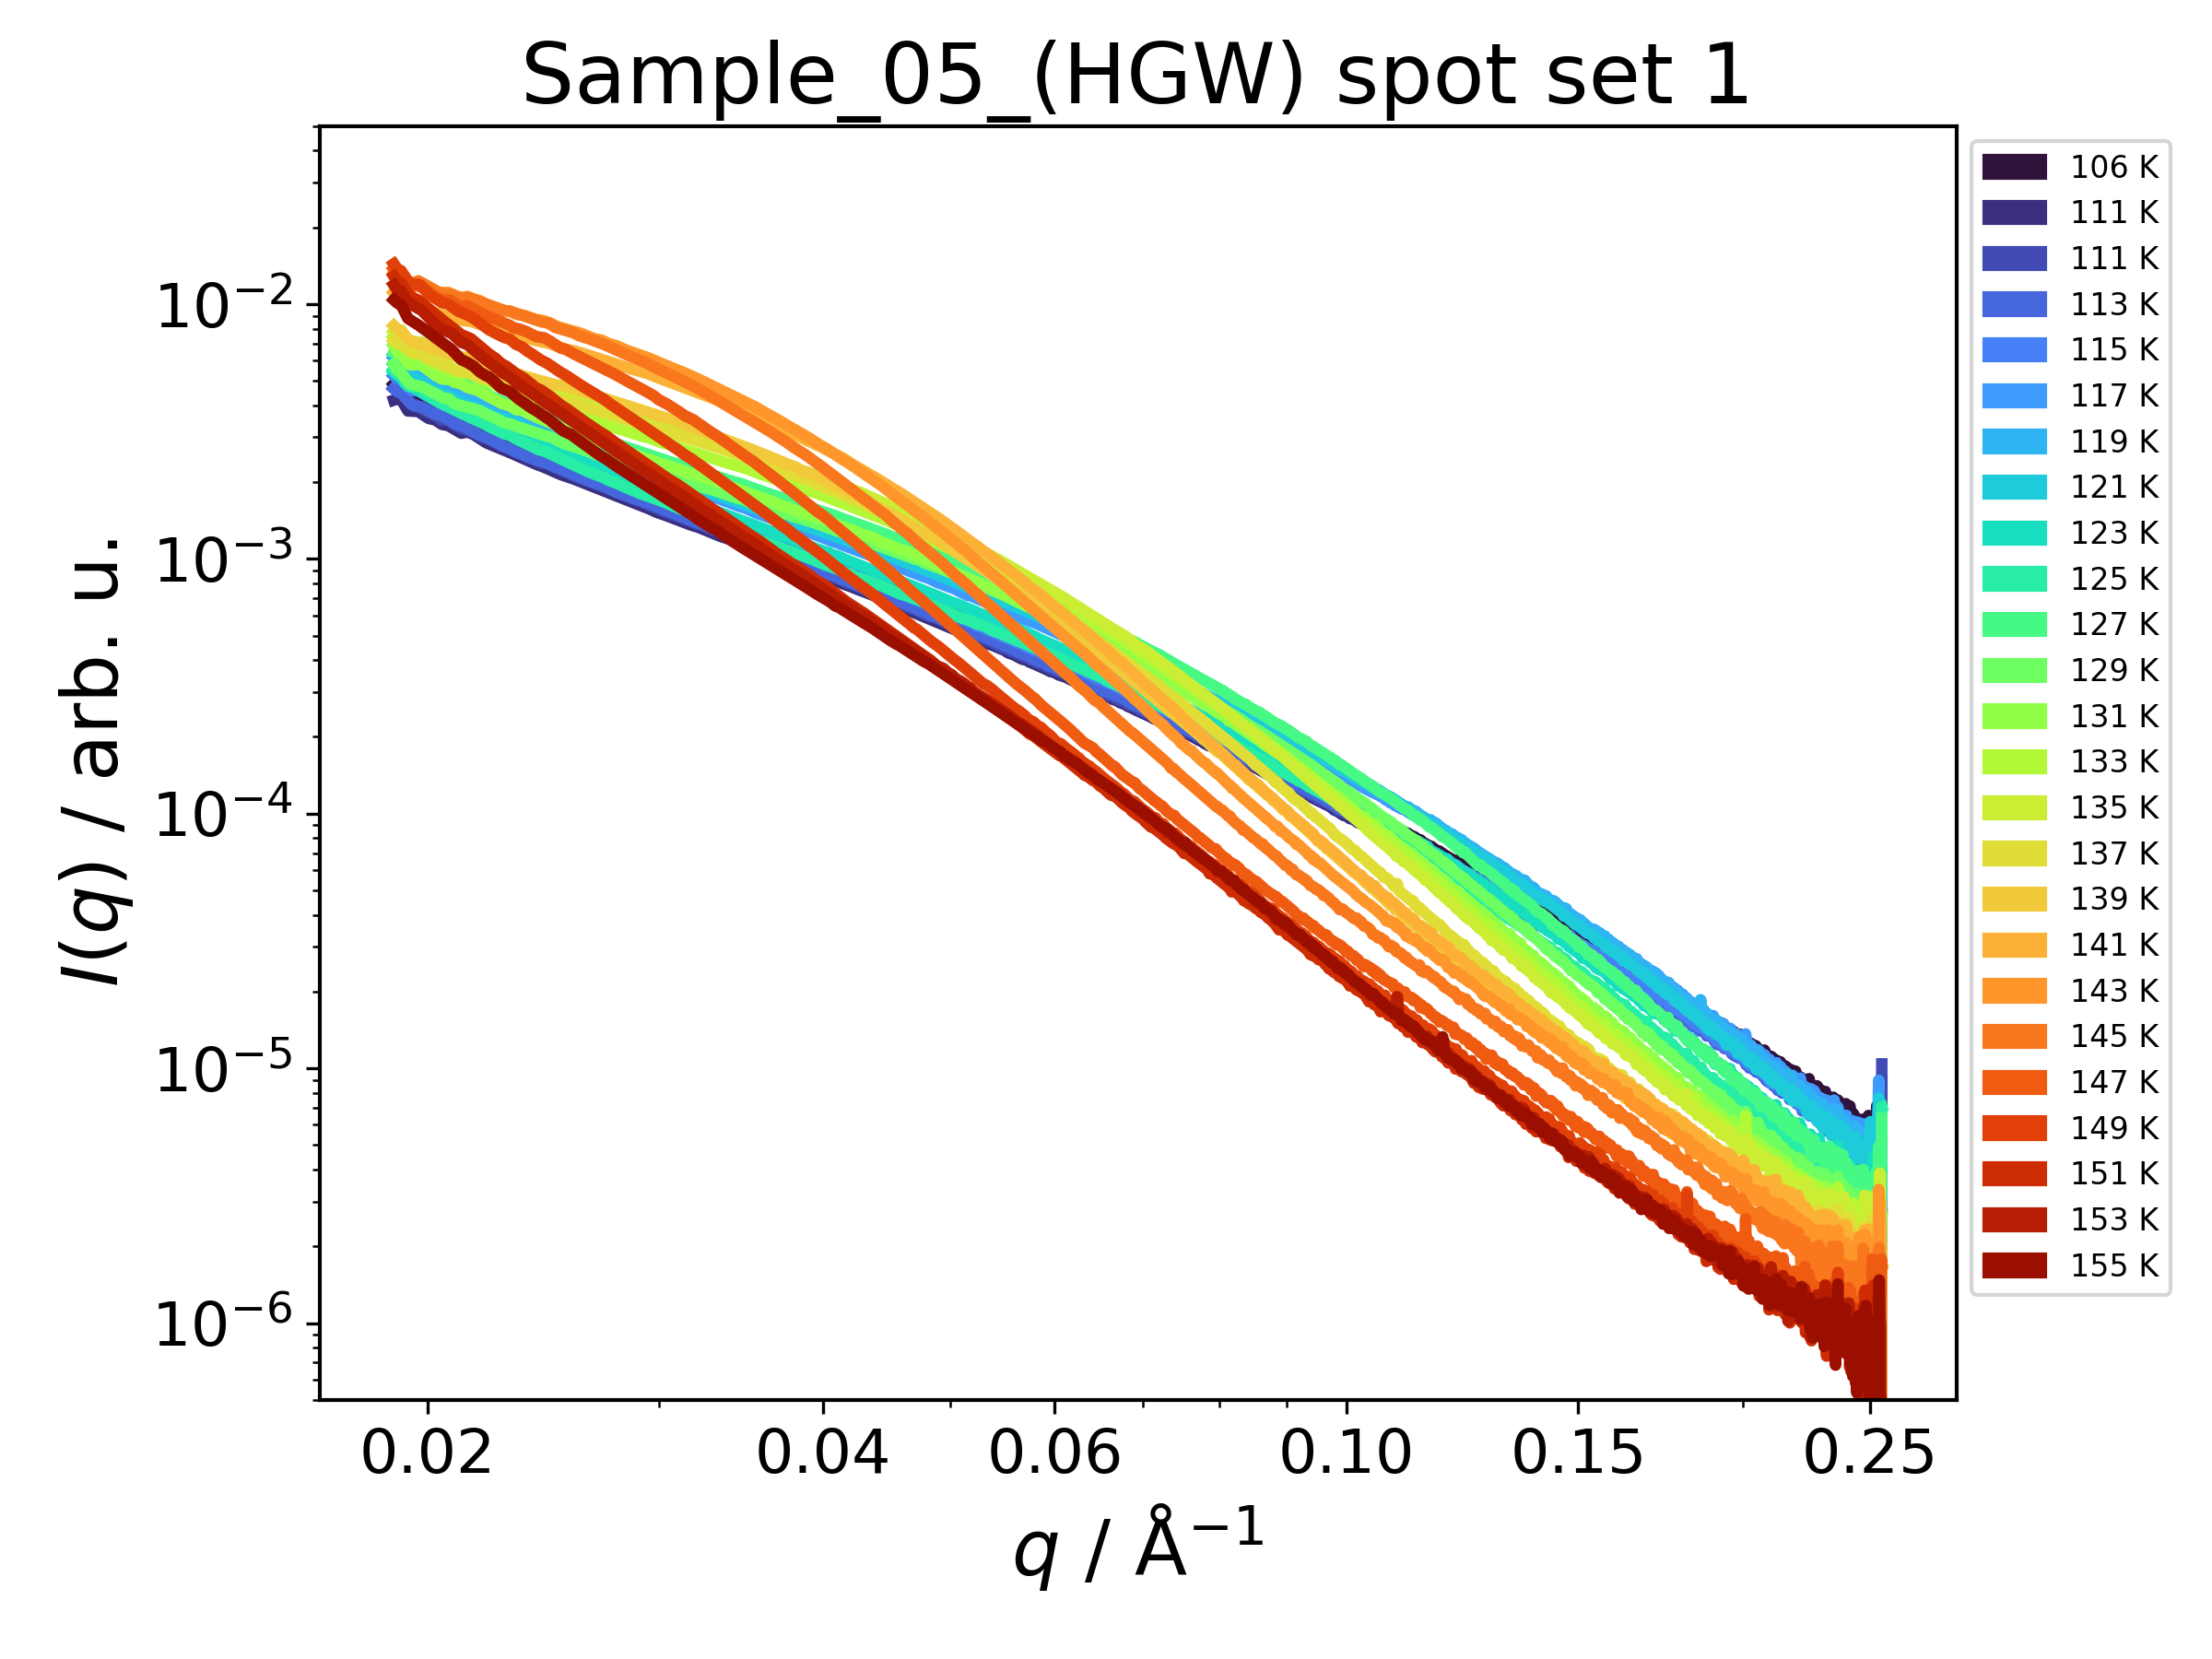 Sample_05_(HGW) spot set 1
I(q) / arb. u.
10⁻²
10⁻³
10⁻⁴
10⁻⁵
10⁻⁶
0.02 0.04 0.06 0.10 0.15 0.25
q / Å⁻¹
106 K
111 K
111 K
113 K
115 K
117 K
119 K
121 K
123 K
125 K
127 K
129 K
131 K
133 K
135 K
137 K
139 K
141 K
143 K
145 K
147 K
149 K
151 K
153 K
155 K